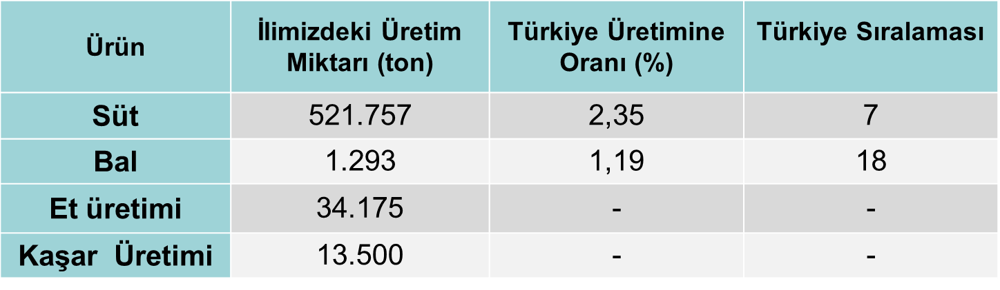 Ürün
İlimizdeki Üretim
Miktarı (ton)
Türkiye Üretimine
Oranı (%)
Türkiye Sıralaması
Süt 521.757 2,35 7
Bal 1.293 1,19 18
Et üretimi 34.175 - -
Kaşar Üretimi 13.500 - -